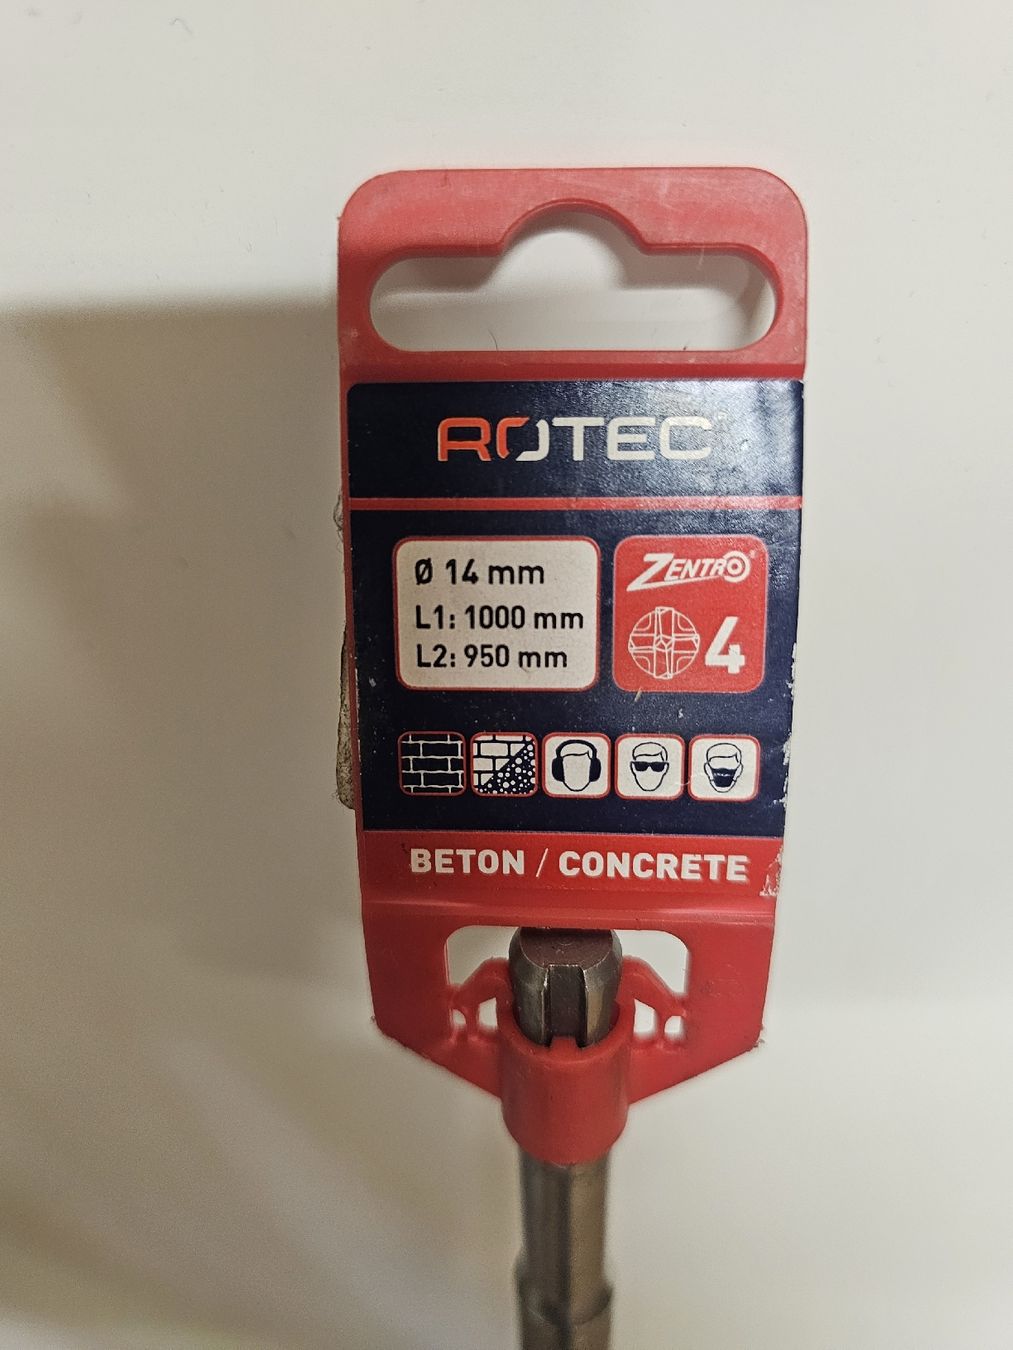 ROTEC
Ø 14 mm
L1: 1000 mm
L2: 950 mm
ZENTRO®
4
BETON / CONCRETE